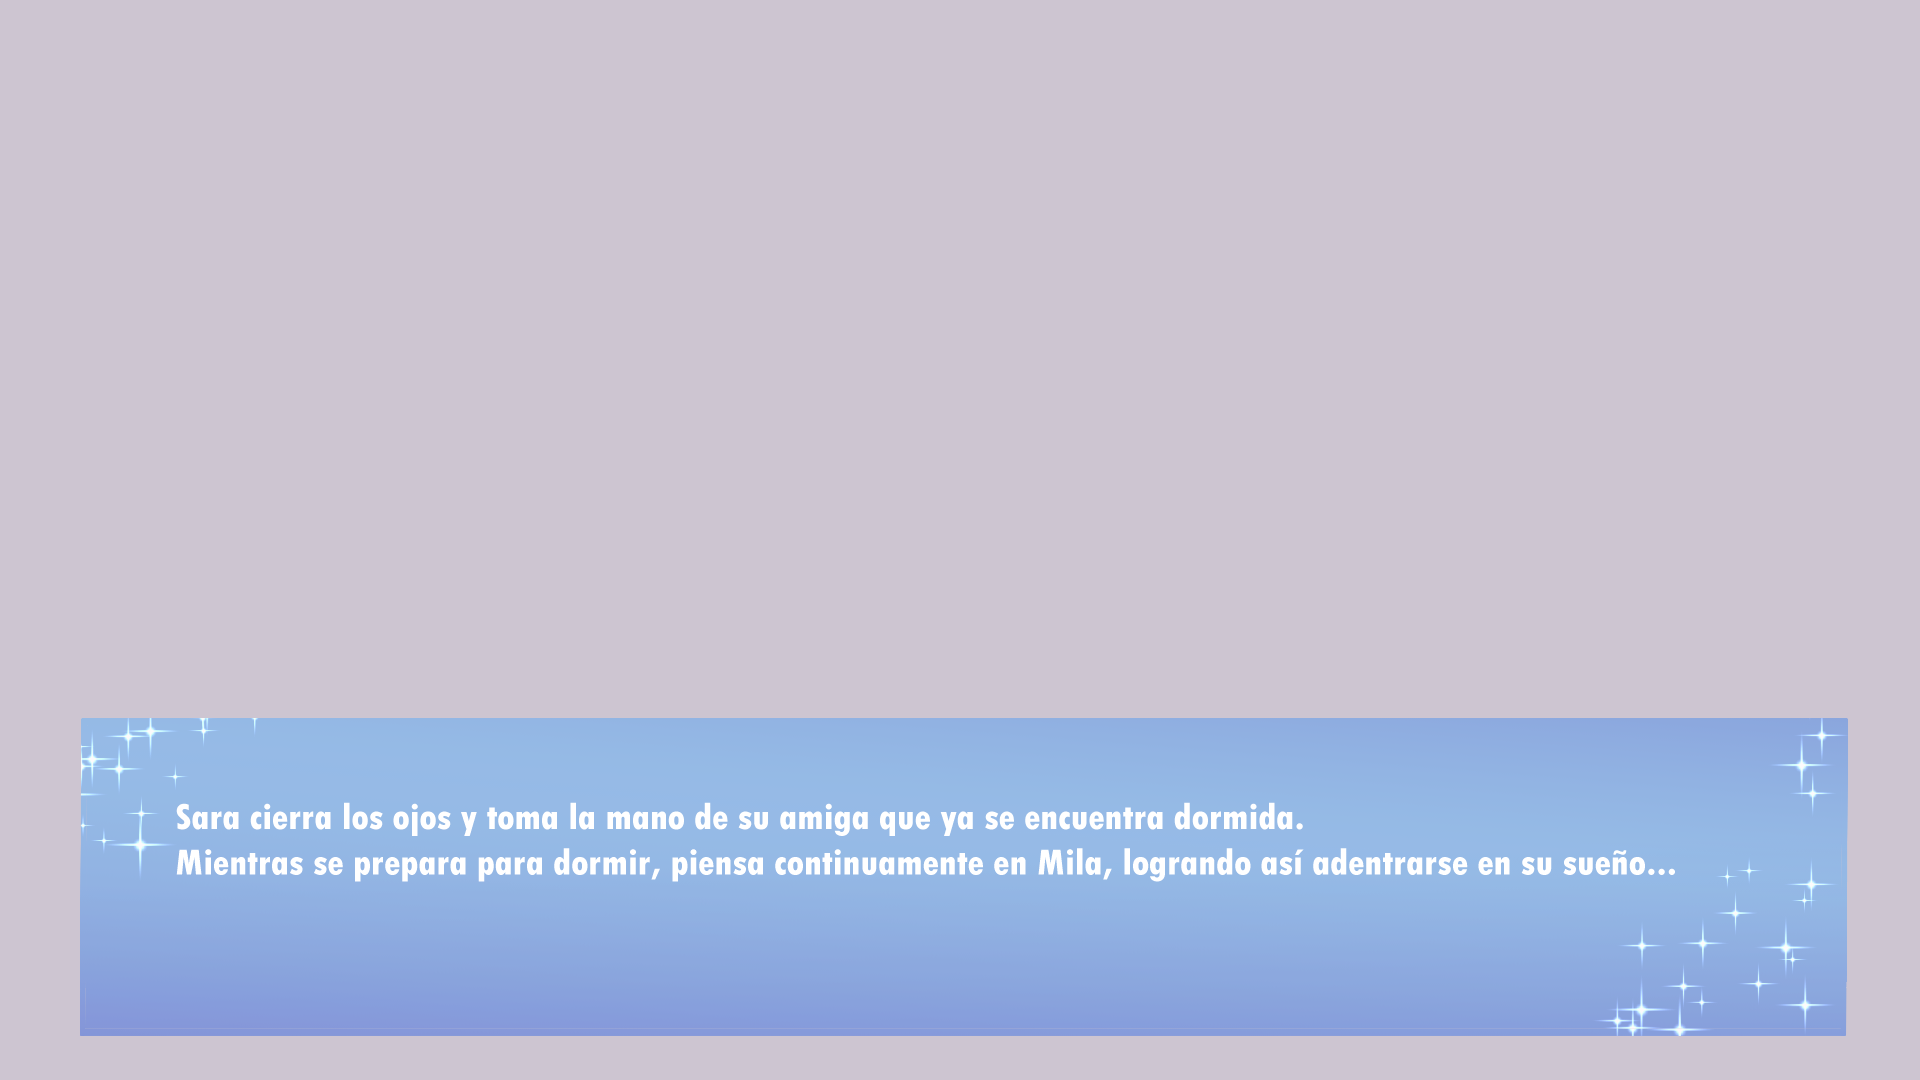 Sara cierra los ojos y toma la mano de su amiga que ya se encuentra dormida.
Mientras se prepara para dormir, piensa continuamente en Mila, logrando así adentrarse en su sueño...